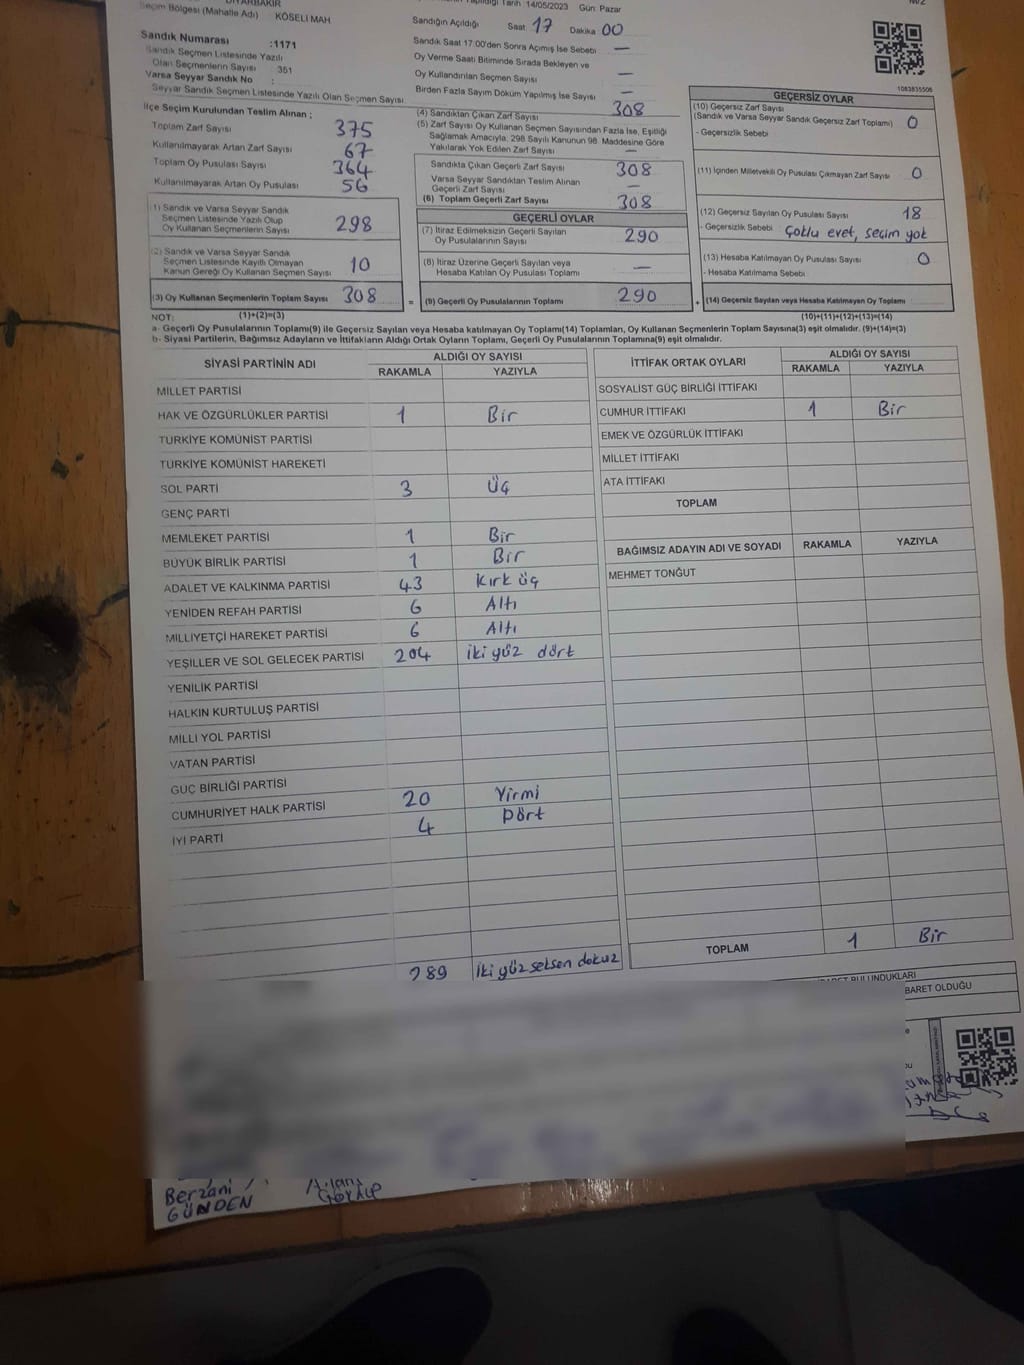 DİYARBAKIR
Seçim Bölgesi (Mahalle Adı) KÖSELİ MAH
Sandık Numarası :1171
Sandık Seçmen Listesinde Yazılı
Olan Seçmenlerin Sayısı 351
Varsa Seyyar Sandık No :
Seyyar Sandık Seçmen Listesinde Yazılı Olan Seçmen Sayısı
İlçe Seçim Kurulundan Teslim Alınan :
Toplam Zarf Sayısı 375
Kullanılmayarak Artan Zarf Sayısı 67
Toplam Oy Pusulası Sayısı 364
Kullanılmayarak Artan Oy Pusulası 56
(1) Sandık ve Varsa Seyyar Sandık
Seçmen Listesinde Yazılı Olup
Oy Kullanan Seçmenlerin Sayısı 298
(2) Sandık ve Varsa Seyyar Sandık
Seçmen Listesinde Kayıtlı Olmayan
Kanun Gereği Oy Kullanan Seçmen Sayısı 10
(3) Oy Kullanan Seçmenlerin Toplam Sayısı 308
Tarih 14/05/2023 Gün: Pazar
Sandığın Açıldığı Saat 17 Dakika 00
Sandık Saat 17.00'den Sonra Açımış İse Sebebi —
Oy Verme Saati Bitiminde Sırada Bekleyen ve
Oy Kullandırılan Seçmen Sayısı —
Birden Fazla Sayım Döküm Yapılmış İse Sayısı —
(4) Sandıktan Çıkan Zarf Sayısı 308
(5) Zarf Sayısı Oy Kullanan Seçmen Sayısından Fazla İse, Eşitliği
Sağlamak Amacıyla, 298 Sayılı Kanunun 98. Maddesine Göre
Yakılarak Yok Edilen Zarf Sayısı —
Sandıkta Çıkan Geçerli Zarf Sayısı 308
Varsa Seyyar Sandıktan Teslim Alınan
Geçerli Zarf Sayısı —
(6) Toplam Geçerli Zarf Sayısı 308
GEÇERLİ OYLAR
(7) İtiraz Edilmeksizin Geçerli Sayılan
Oy Pusulalarının Sayısı 290
(8) İtiraz Üzerine Geçerli Sayılan veya
Hesaba Katılan Oy Pusulası Toplamı —
= (9) Geçerli Oy Pusulalarının Toplamı 290
1083835506
GEÇERSİZ OYLAR
(10) Geçersiz Zarf Sayısı
(Sandık ve Varsa Seyyar Sandık Geçersiz Zarf Toplamı) 0
- Geçersizlik Sebebi
(11) İçinden Milletvekili Oy Pusulası Çıkmayan Zarf Sayısı 0
(12) Geçersiz Sayılan Oy Pusulası Sayısı 18
- Geçersizlik Sebebi Çoklu evet, seçim yok
(13) Hesaba Katılmayan Oy Pusulası Sayısı 0
- Hesaba Katılmama Sebebi
+ (14) Geçersiz Sayılan veya Hesaba Katılmayan Oy Toplamı
NOT: (1)+(2)=(3) (10)+(11)+(12)+(13)=(14)
a- Geçerli Oy Pusulalarının Toplamı(9) ile Geçersiz Sayılan veya Hesaba katılmayan Oy Toplamı(14) Toplamları, Oy Kullanan Seçmenlerin Toplam Sayısına(3) eşit olmalıdır. (9)+(14)=(3)
b- Siyasi Partilerin, Bağımsız Adayların ve İttifakların Aldığı Ortak Oyların Toplamı, Geçerli Oy Pusulalarının Toplamına(9) eşit olmalıdır.
SİYASİ PARTİNİN ADI ALDIĞI OY SAYISI
RAKAMLA YAZIYLA
MİLLET PARTİSİ
HAK VE ÖZGÜRLÜKLER PARTİSİ 1 Bir
TÜRKİYE KOMÜNİST PARTİSİ
TÜRKİYE KOMÜNİST HAREKETİ
SOL PARTİ 3 Üç
GENÇ PARTİ
MEMLEKET PARTİSİ 1 Bir
BÜYÜK BİRLİK PARTİSİ 1 Bir
ADALET VE KALKINMA PARTİSİ 43 Kırk üç
YENİDEN REFAH PARTİSİ 6 Altı
MİLLİYETÇİ HAREKET PARTİSİ 6 Altı
YEŞİLLER VE SOL GELECEK PARTİSİ 204 iki yüz dört
YENİLİK PARTİSİ
HALKIN KURTULUŞ PARTİSİ
MİLLİ YOL PARTİSİ
VATAN PARTİSİ
GÜÇ BİRLİĞİ PARTİSİ
CUMHURİYET HALK PARTİSİ 20 Yirmi
İYİ PARTİ 4 Dört
289 İki yüz seksen dokuz
İTTİFAK ORTAK OYLARI ALDIĞI OY SAYISI
RAKAMLA YAZIYLA
SOSYALİST GÜÇ BİRLİĞİ İTTİFAKI
CUMHUR İTTİFAKI 1 Bir
EMEK VE ÖZGÜRLÜK İTTİFAKI
MİLLET İTTİFAKI
ATA İTTİFAKI
TOPLAM
BAĞIMSIZ ADAYIN ADI VE SOYADI RAKAMLA YAZIYLA
MEHMET TONĞUT
TOPLAM 1 Bir
BULUNDUKLARI
BARET OLDUĞU
Berzani
GÜNDEN